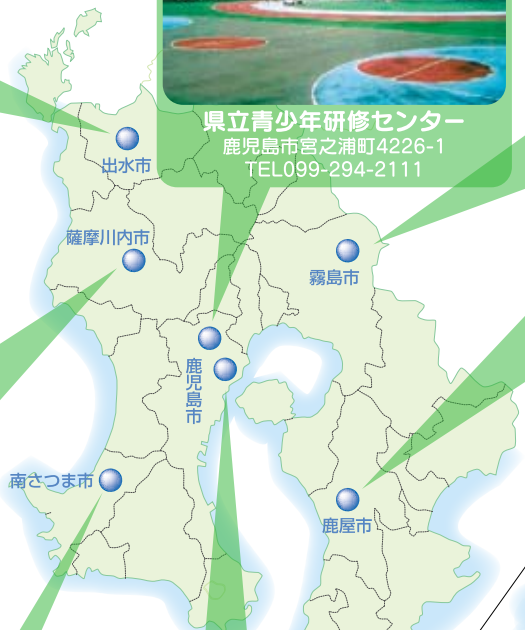 県立青少年研修センター
鹿児島市宮之浦町4226-1
TEL099-294-2111
出水市
薩摩川内市
霧島市
鹿児島市
南さつま市
鹿屋市